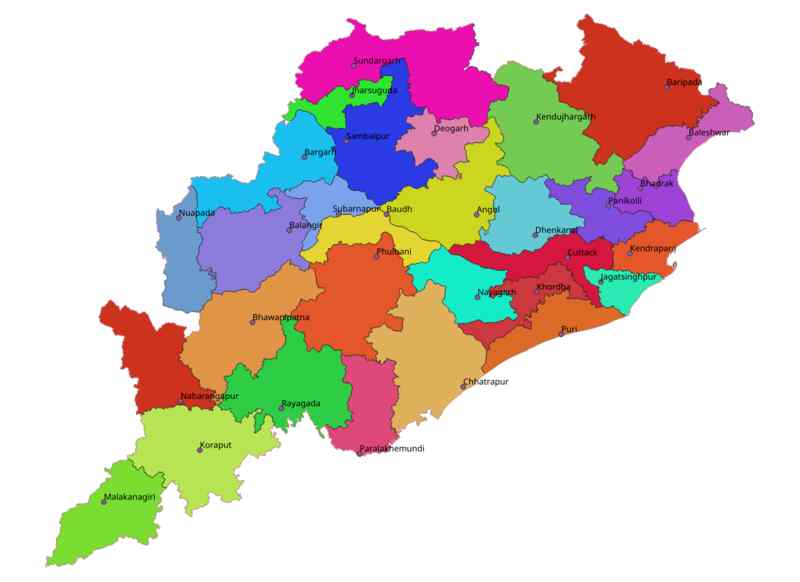 Sundargarh
Baripada
Jharsuguda
Kendujhargarh
Deogarh
Baleshwar
Sambalpur
Bargarh
Bhadrak
Panikolli
Nuapada
Subarnapur
Baudh
Angul
Balangir
Dhenkanal
Kendrapara
Phulbani
Cuttack
Jagatsinghpur
Khordha
Nayagarh
Bhawanipatna
Puri
Chhatrapur
Nabarangapur
Rayagada
Koraput
Paralakhemundi
Malakanagiri